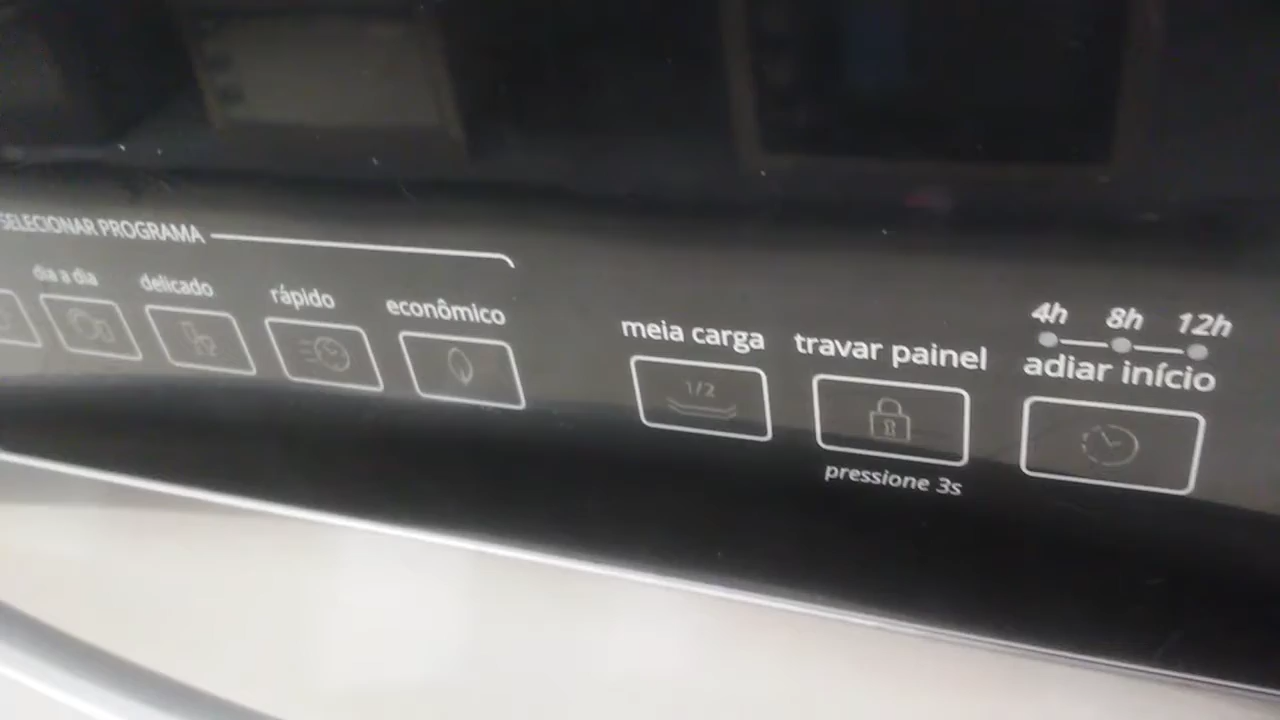 SELECIONAR PROGRAMA
dia a dia
delicado
rápido
econômico
meia carga
1/2
travar painel
pressione 3s
4h 8h 12h
adiar início